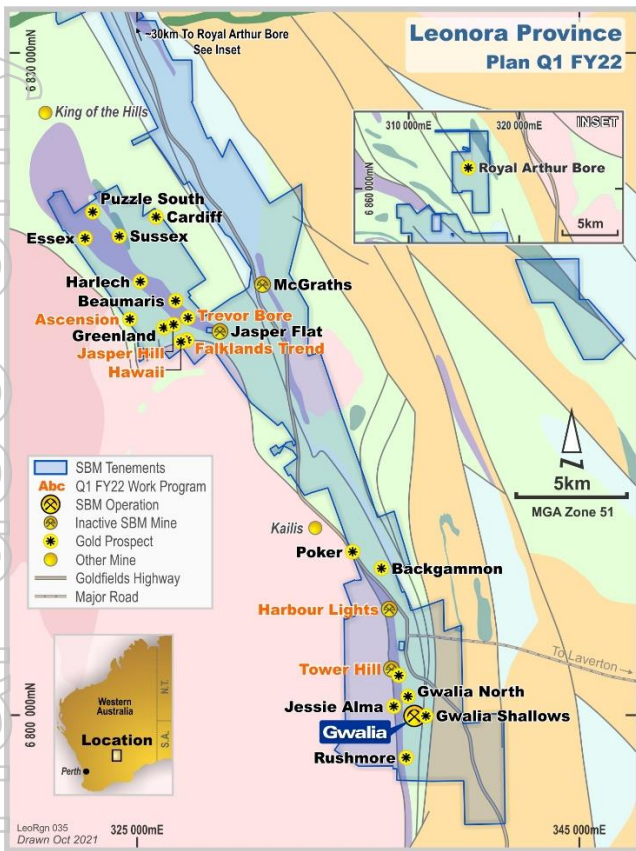 Leonora Province
Plan Q1 FY22
~30km To Royal Arthur Bore
See Inset
6 830 000mN
King of the Hills
310 000mE
320 000mE
INSET
Royal Arthur Bore
6 860 000mN
5km
Puzzle South
Cardiff
Essex
Sussex
Harlech
McGraths
Beaumaris
Ascension
Trevor Bore
Greenland
Jasper Flat
Jasper Hill
Falklands Trend
Hawaii
N
5km
MGA Zone 51
SBM Tenements
Abc Q1 FY22 Work Program
SBM Operation
Inactive SBM Mine
Gold Prospect
Other Mine
Goldfields Highway
Major Road
Kailis
Poker
Backgammon
Harbour Lights
To Laverton
Tower Hill
Gwalia North
Jessie Alma
Gwalia Shallows
Gwalia
Rushmore
6 800 000mN
Western
Australia
N.T.
S.A.
Location
Perth
LeoRgn 035
Drawn Oct 2021
325 000mE
345 000mE